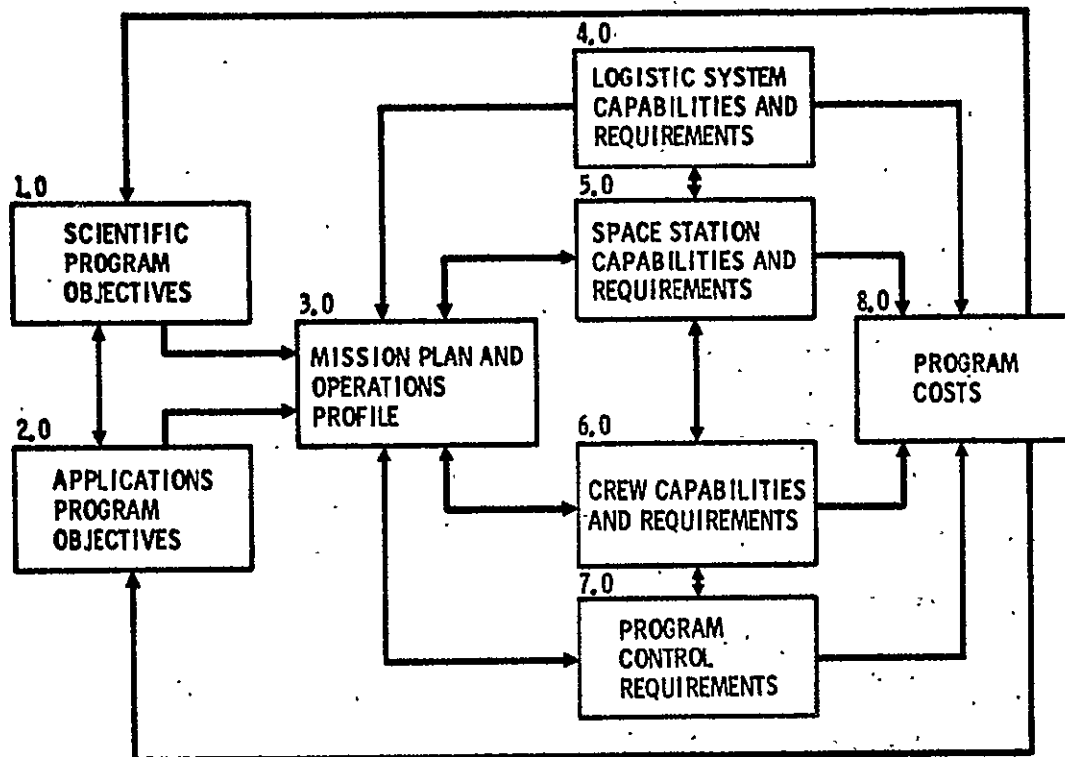 1.0
SCIENTIFIC
PROGRAM
OBJECTIVES
2.0
APPLICATIONS
PROGRAM
OBJECTIVES
3.0
MISSION PLAN AND
OPERATIONS
PROFILE
4.0
LOGISTIC SYSTEM
CAPABILITIES AND
REQUIREMENTS
5.0
SPACE STATION
CAPABILITIES AND
REQUIREMENTS
6.0
CREW CAPABILITIES
AND REQUIREMENTS
7.0
PROGRAM
CONTROL
REQUIREMENTS
8.0
PROGRAM
COSTS